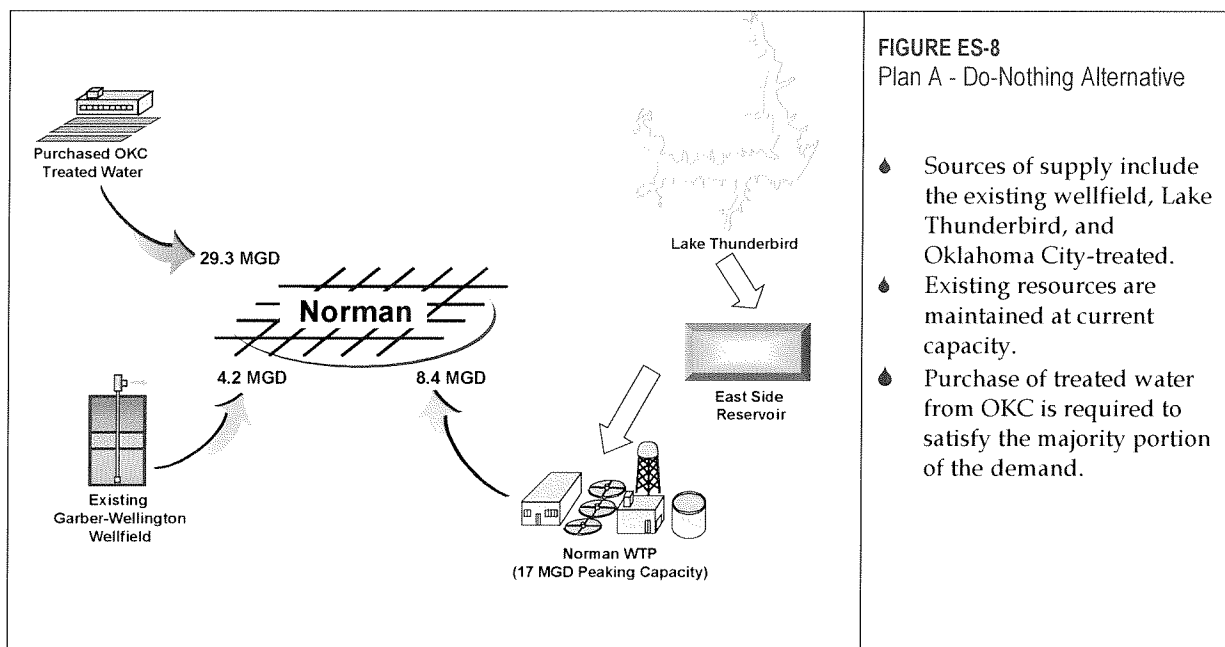 FIGURE ES-8
Plan A - Do-Nothing Alternative
Purchased OKC
Treated Water
29.3 MGD
Norman
4.2 MGD
8.4 MGD
Existing
Garber-Wellington
Wellfield
Lake Thunderbird
East Side
Reservoir
Norman WTP
(17 MGD Peaking Capacity)
Sources of supply include
the existing wellfield, Lake
Thunderbird, and
Oklahoma City-treated.
Existing resources are
maintained at current
capacity.
Purchase of treated water
from OKC is required to
satisfy the majority portion
of the demand.